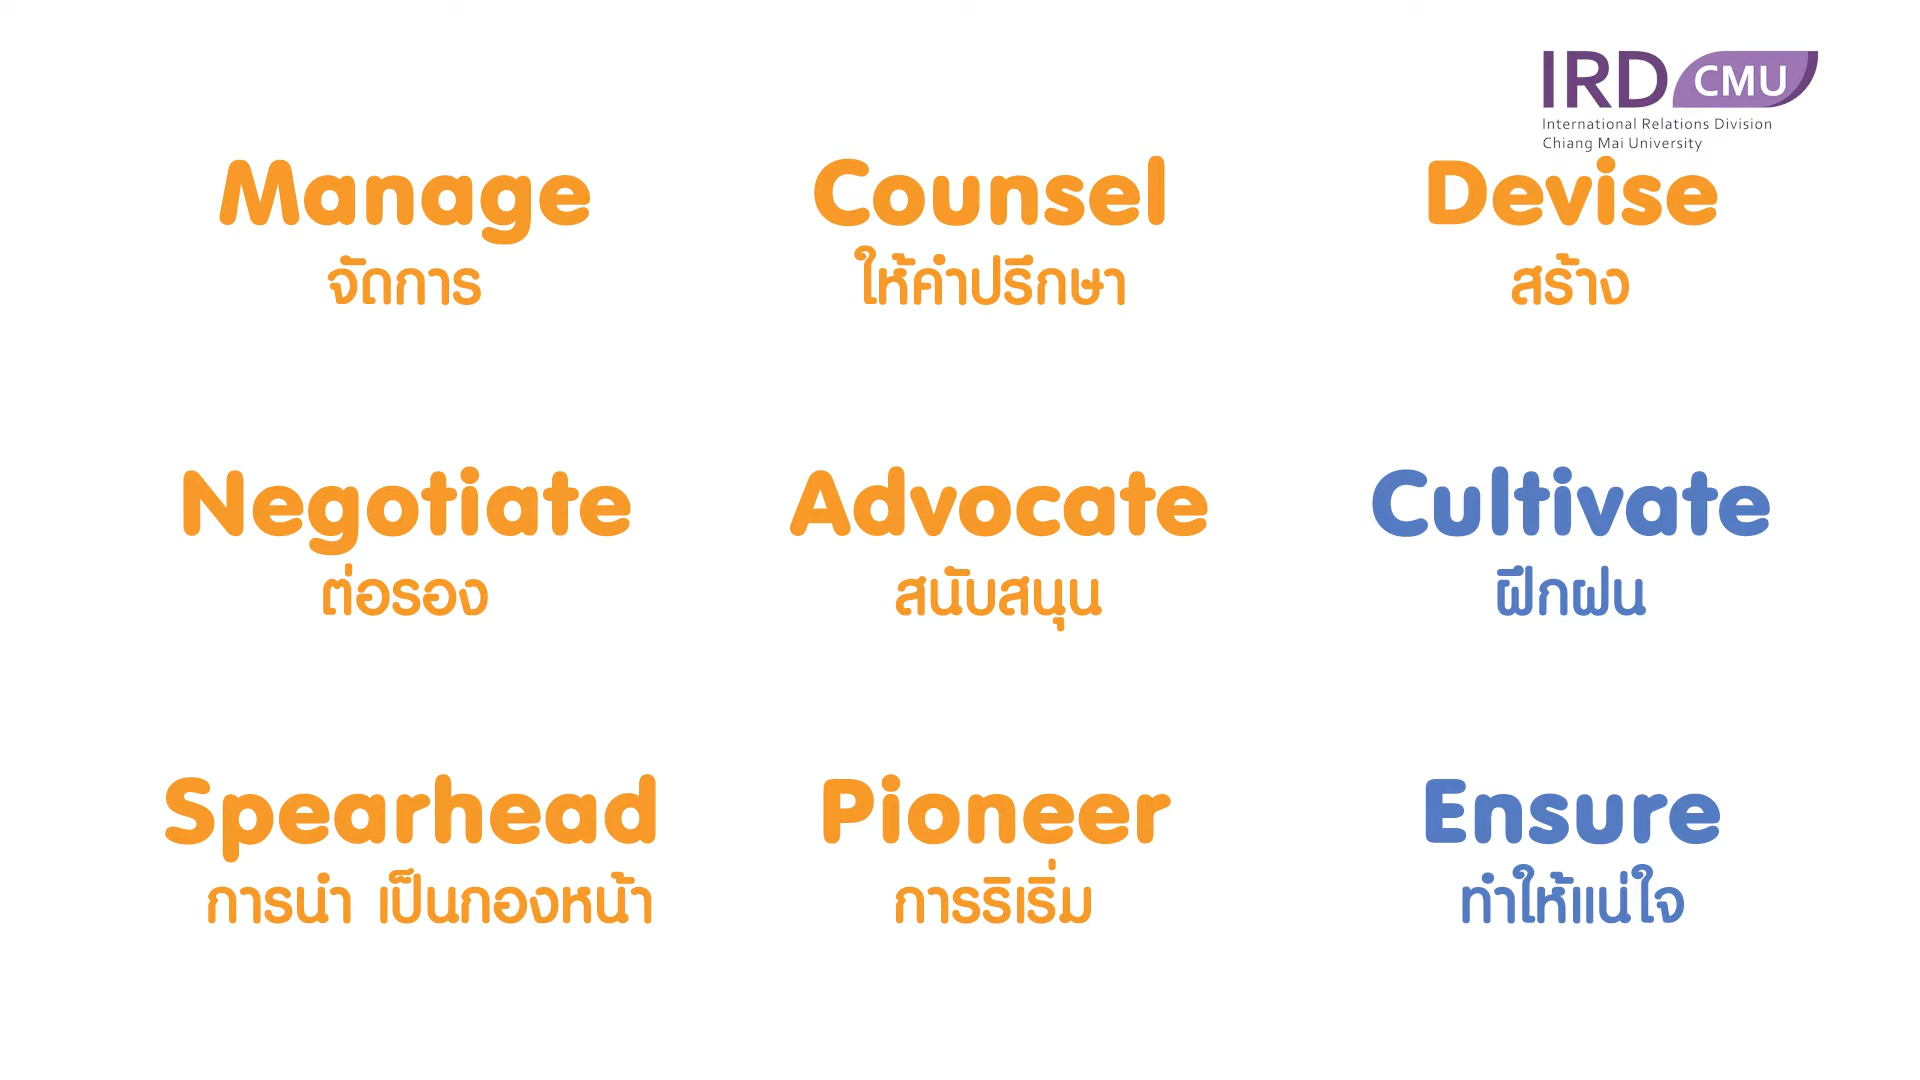 IRD CMU
International Relations Division
Chiang Mai University
Manage
จัดการ
Counsel
ให้คำปรึกษา
Devise
สร้าง
Negotiate
ต่อรอง
Advocate
สนับสนุน
Cultivate
ฝึกฝน
Spearhead
การนำ เป็นกองหน้า
Pioneer
การริเริ่ม
Ensure
ทำให้แน่ใจ